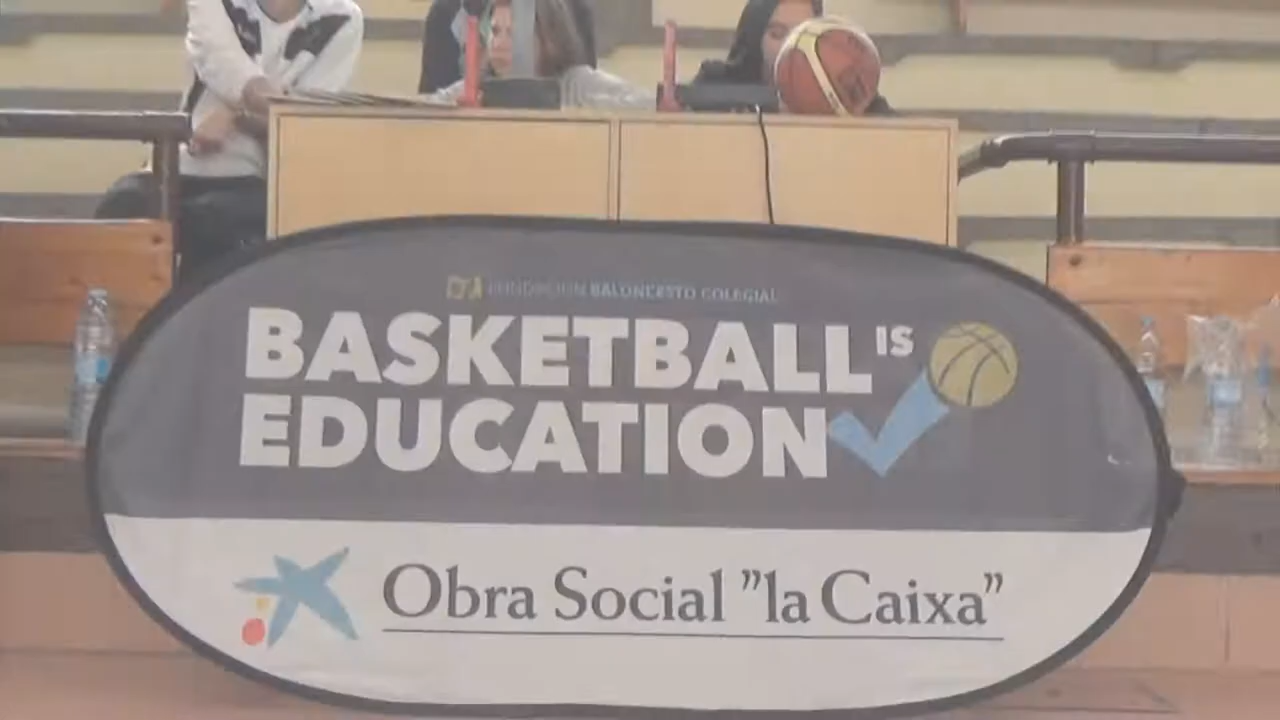 FUNDACIÓN BALONCESTO COLEGIAL
BASKETBALL IS
EDUCATION
Obra Social "la Caixa"